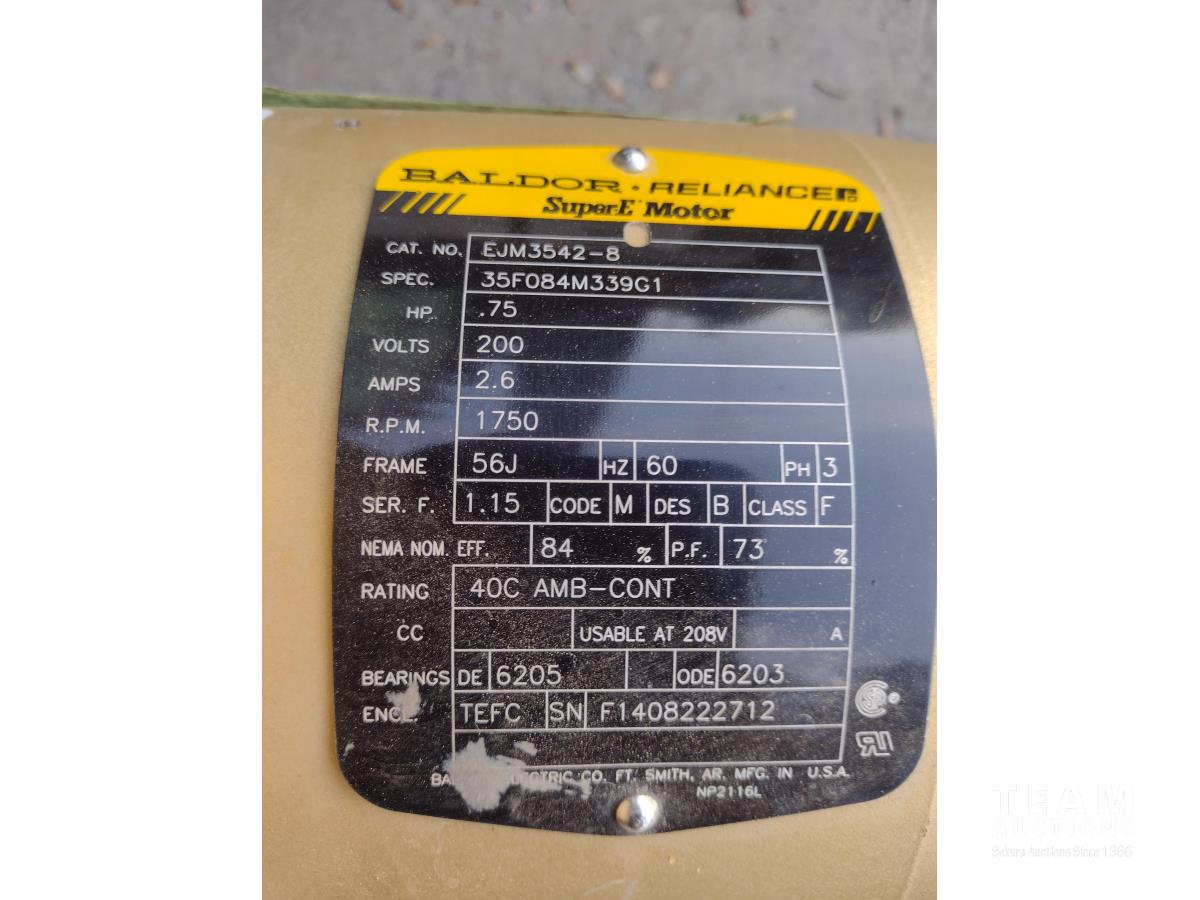 BALDOR • RELIANCE
Super-E Motor
CAT. NO. EJM3542-8
SPEC. 35F084M339G1
HP .75
VOLTS 200
AMPS 2.6
R.P.M. 1750
FRAME 56J HZ 60 PH 3
SER. F. 1.15 CODE M DES B CLASS F
NEMA NOM. EFF. 84 % P.F. 73 %
RATING 40C AMB-CONT
CC USABLE AT 208V A
BEARINGS DE 6205 ODE 6203
ENCL. TEFC SN F1408222712
CO. FT. SMITH, AR. MFG. IN U.S.A.
NP2116L
TEAM
AUCTIONS
Sekura Auctions Since 1966